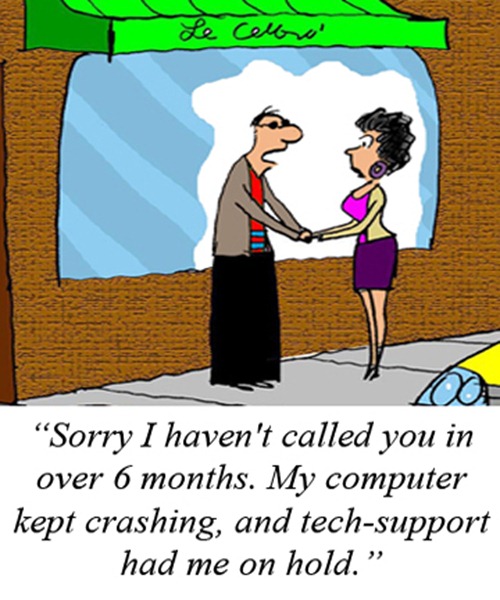 Le
“Sorry I haven't called you in
over 6 months. My computer
kept crashing, and tech-support
had me on hold.”